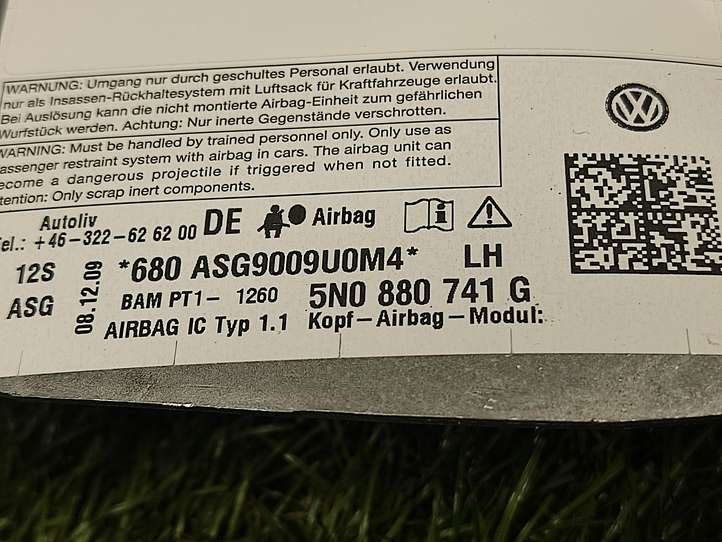 WARNUNG: Umgang nur durch geschultes Personal erlaubt. Verwendung
nur als Insassen-Rückhaltesystem mit Luftsack für Kraftfahrzeuge erlaubt.
Bei Auslösung kann die nicht montierte Airbag-Einheit zum gefährlichen
Wurfstück werden. Achtung: Nur inerte Gegenstände verschrotten.
WARNING: Must be handled by trained personnel only. Only use as
passenger restraint system with airbag in cars. The airbag unit can
become a dangerous projectile if triggered when not fitted.
Attention: Only scrap inert components.
Autoliv
Tel.: +46-322-62 62 00 DE Airbag
12S 08.12.09 *680 ASG9009U0M4* LH
ASG BAM PT1- 1260 5N0 880 741 G
AIRBAG IC Typ 1.1 Kopf-Airbag-Modul:
VW